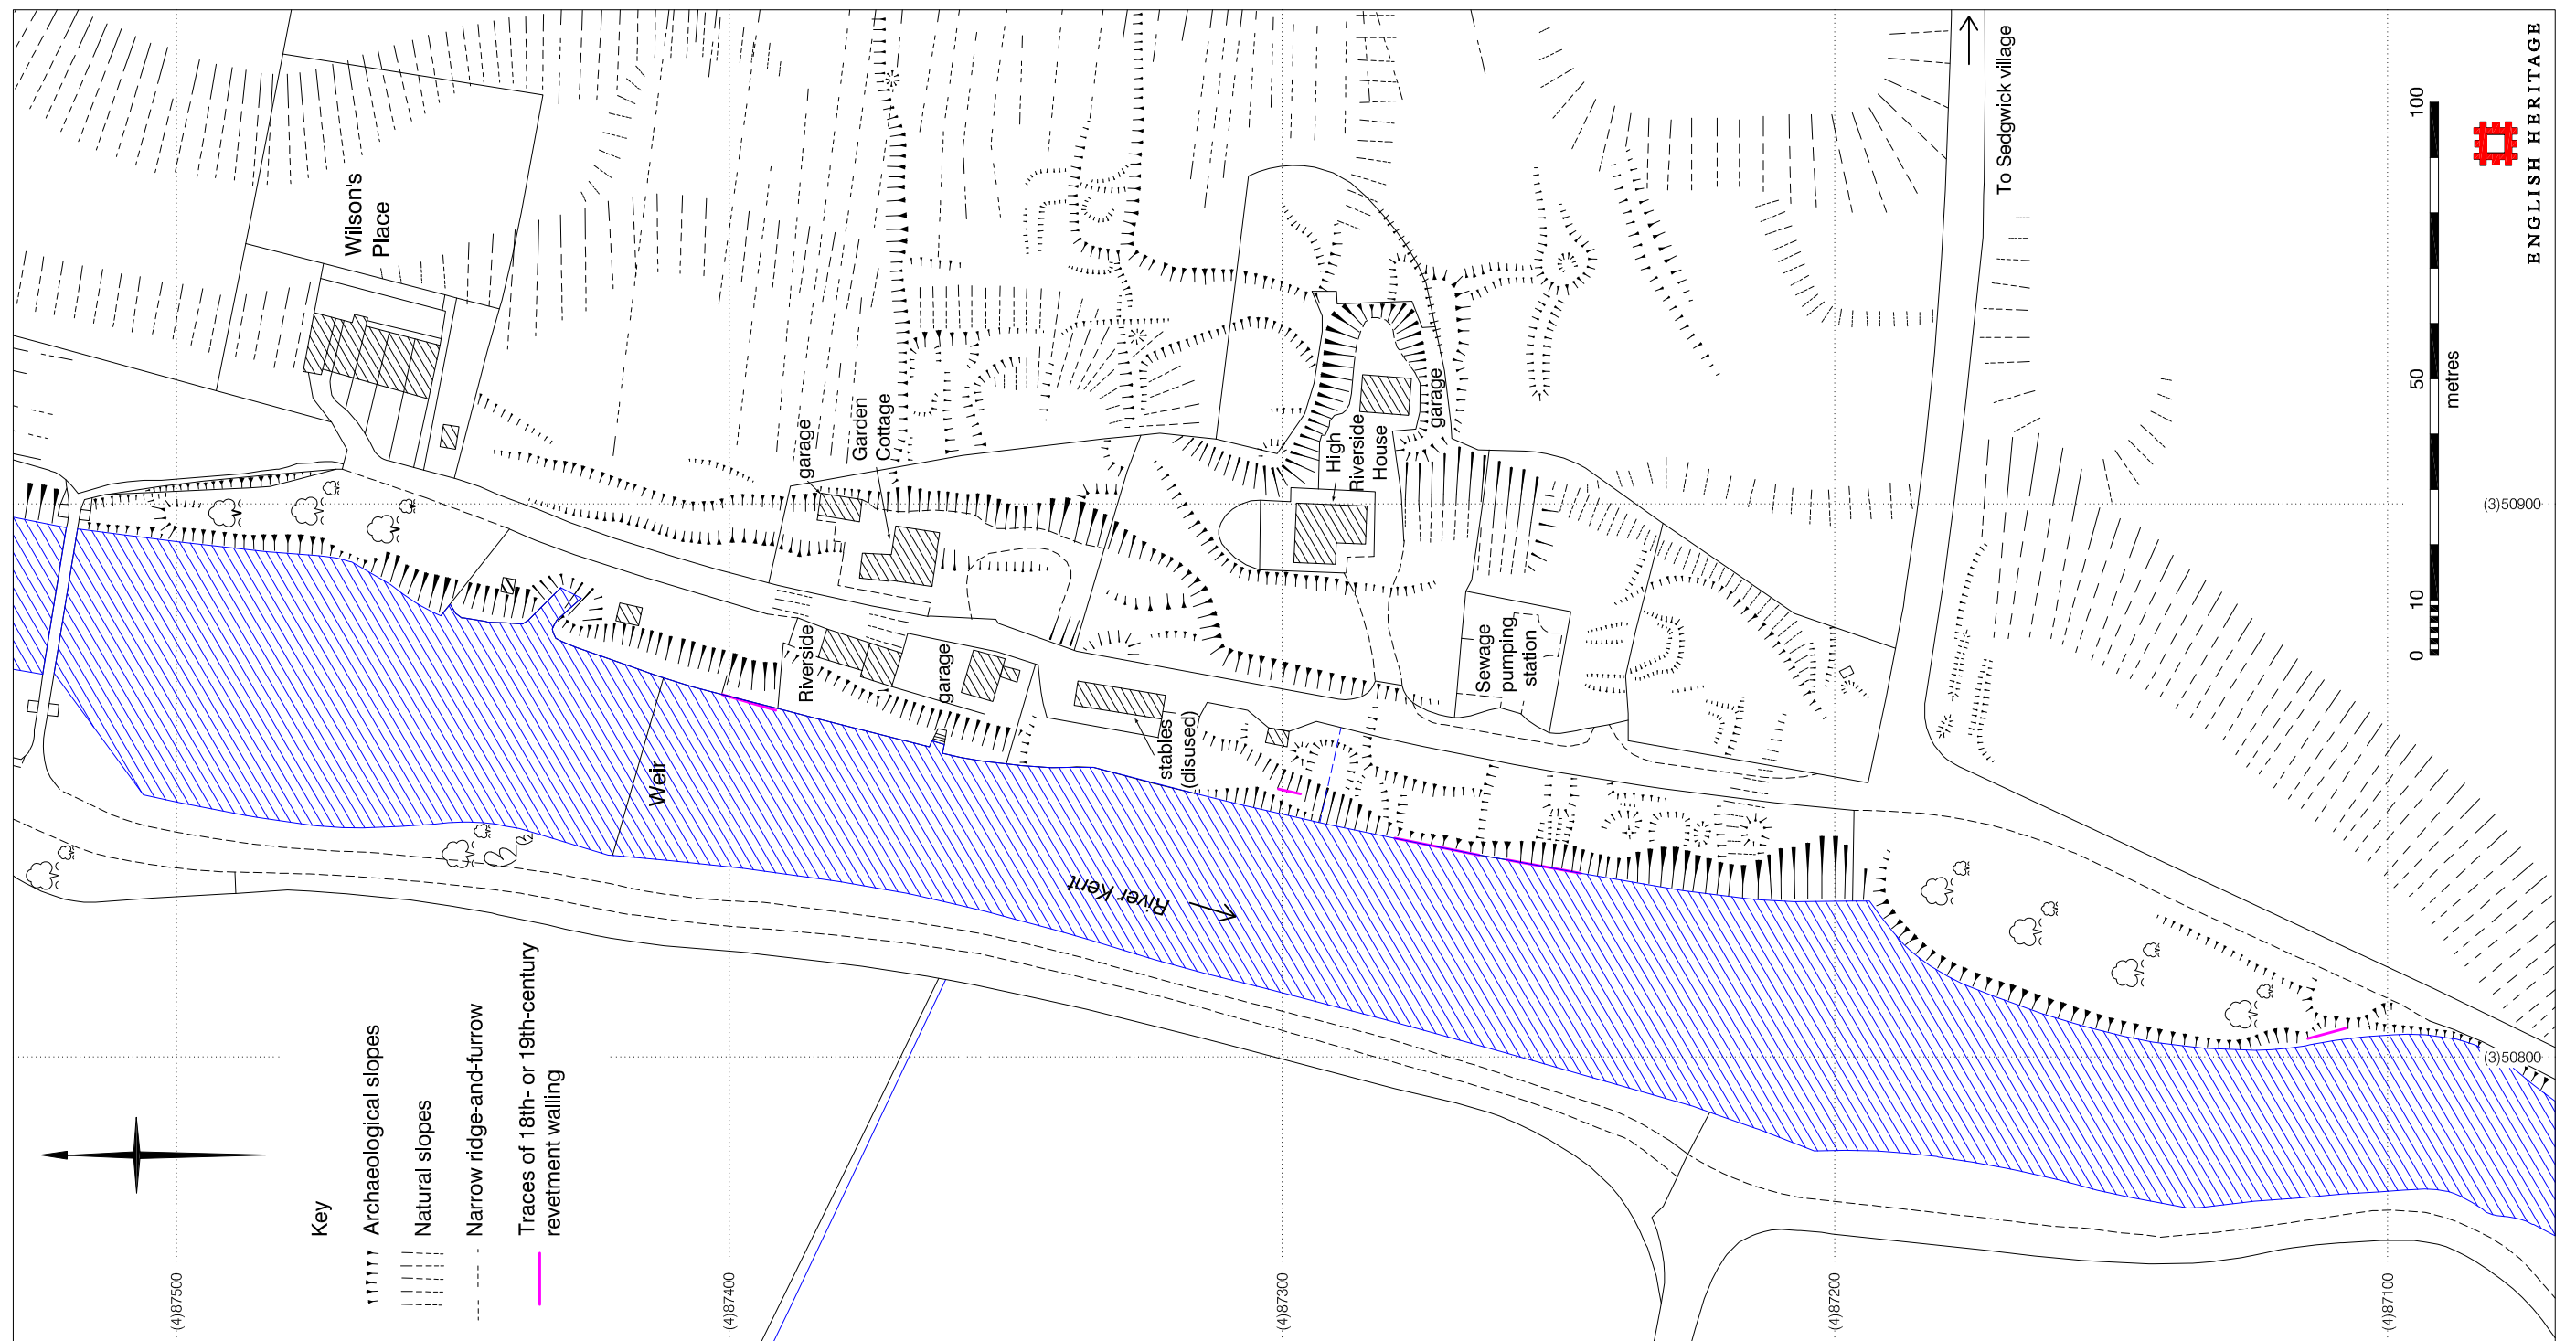 Wilson's
Place
garage
Garden
Cottage
Riverside
garage
Weir
stables
(disused)
River Kent
High
Riverside
House
garage
Sewage
pumping
station
To Sedgwick village
Key
Archaeological slopes
Natural slopes
Narrow ridge-and-furrow
Traces of 18th- or 19th-century
revetment walling
(4)87500
(4)87400
(4)87300
(4)87200
(4)87100
(3)50900
(3)50800
0 10 50 100
metres
ENGLISH HERITAGE